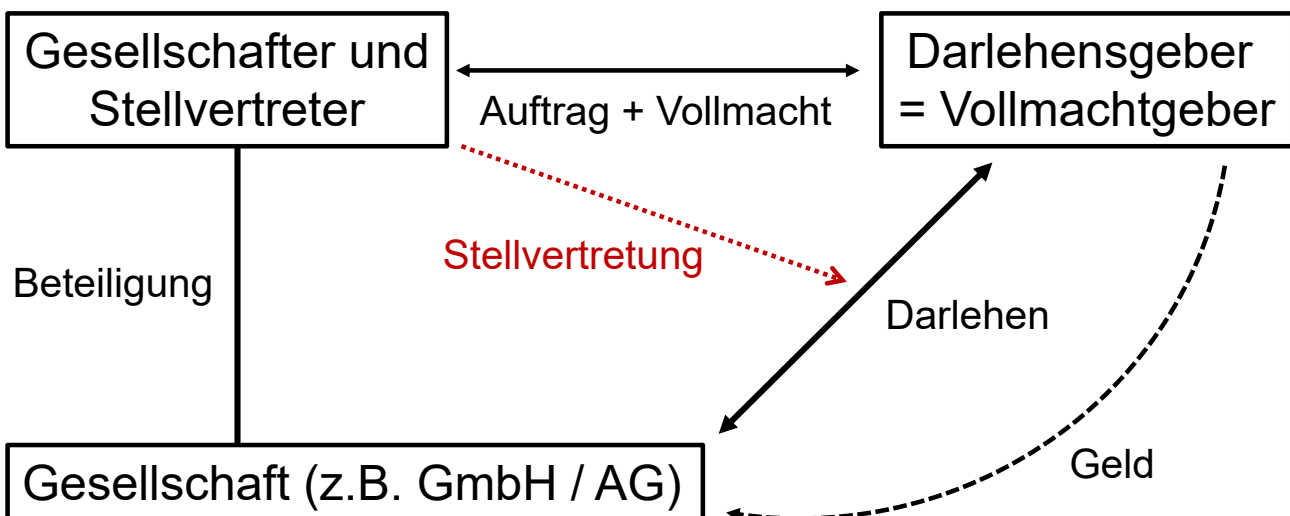 Gesellschafter und
Stellvertreter
Auftrag + Vollmacht
Darlehensgeber
= Vollmachtgeber
Stellvertretung
Beteiligung
Darlehen
Geld
Gesellschaft (z.B. GmbH / AG)